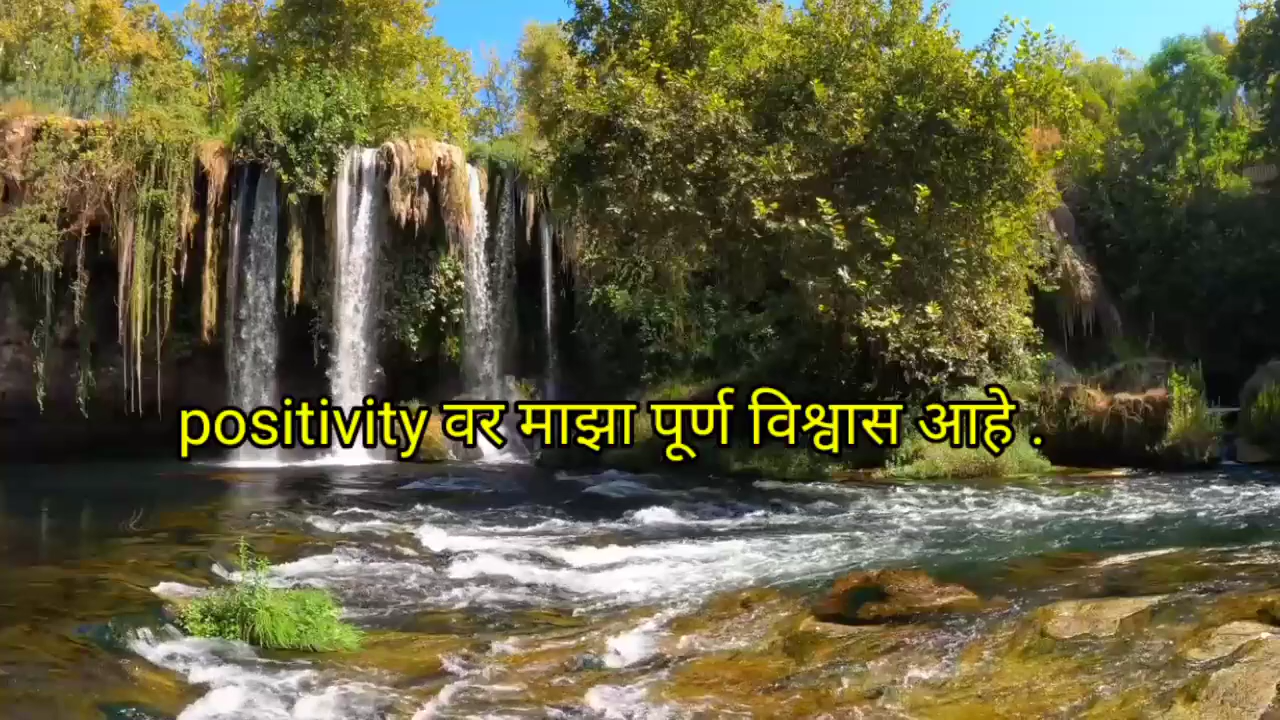 positivity वर माझा पूर्ण विश्वास आहे .